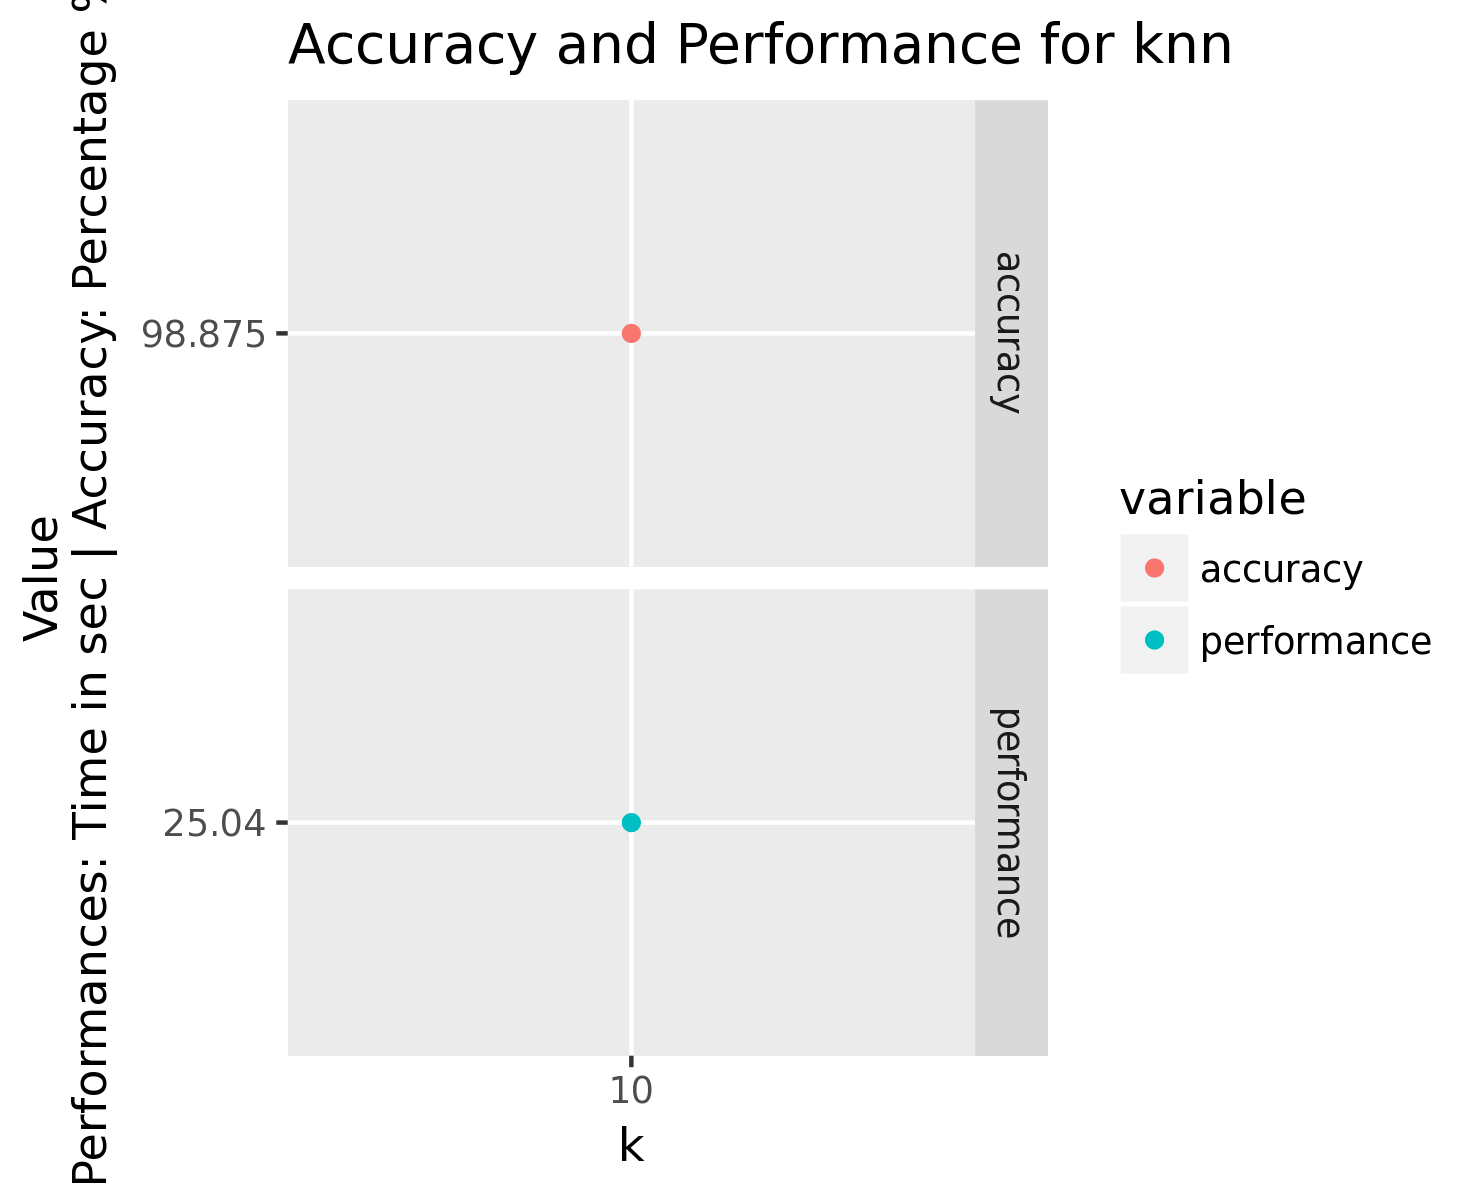 Accuracy and Performance for knn
Value
Performances: Time in sec | Accuracy: Percentage %
98.875
accuracy
25.04
performance
10
k
variable
accuracy
performance